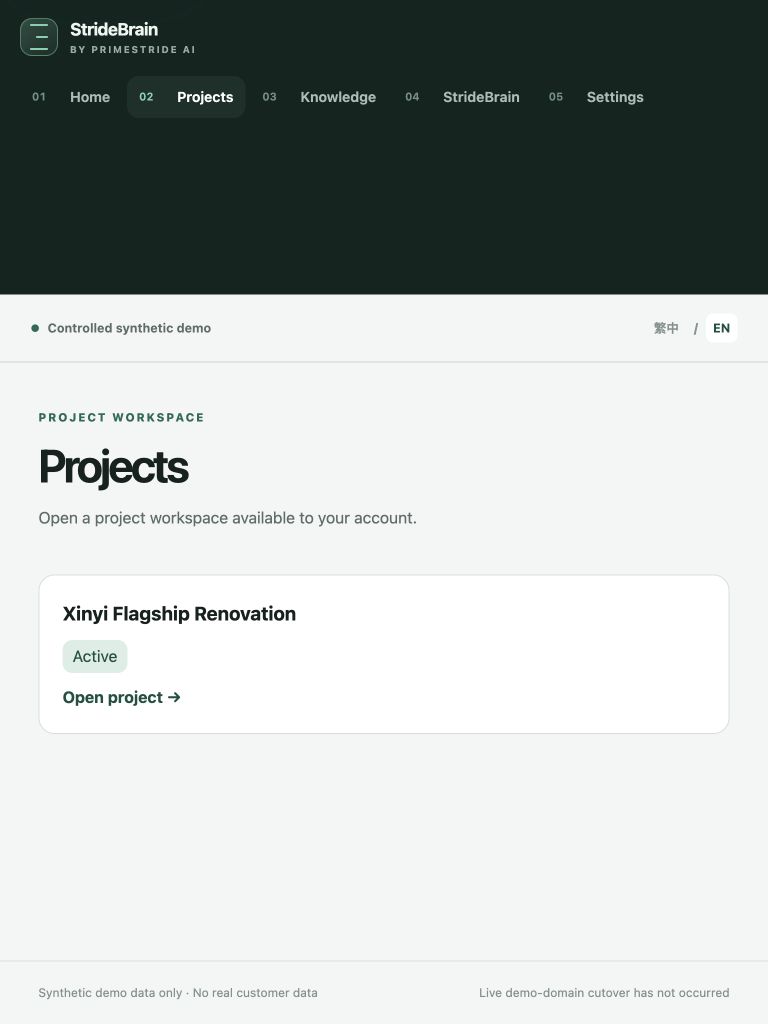 StrideBrain
BY PRIMESTRIDE AI
01 Home 02 Projects 03 Knowledge 04 StrideBrain 05 Settings
Controlled synthetic demo
繁中 / EN
PROJECT WORKSPACE
Projects
Open a project workspace available to your account.
Xinyi Flagship Renovation
Active
Open project →
Synthetic demo data only · No real customer data
Live demo-domain cutover has not occurred